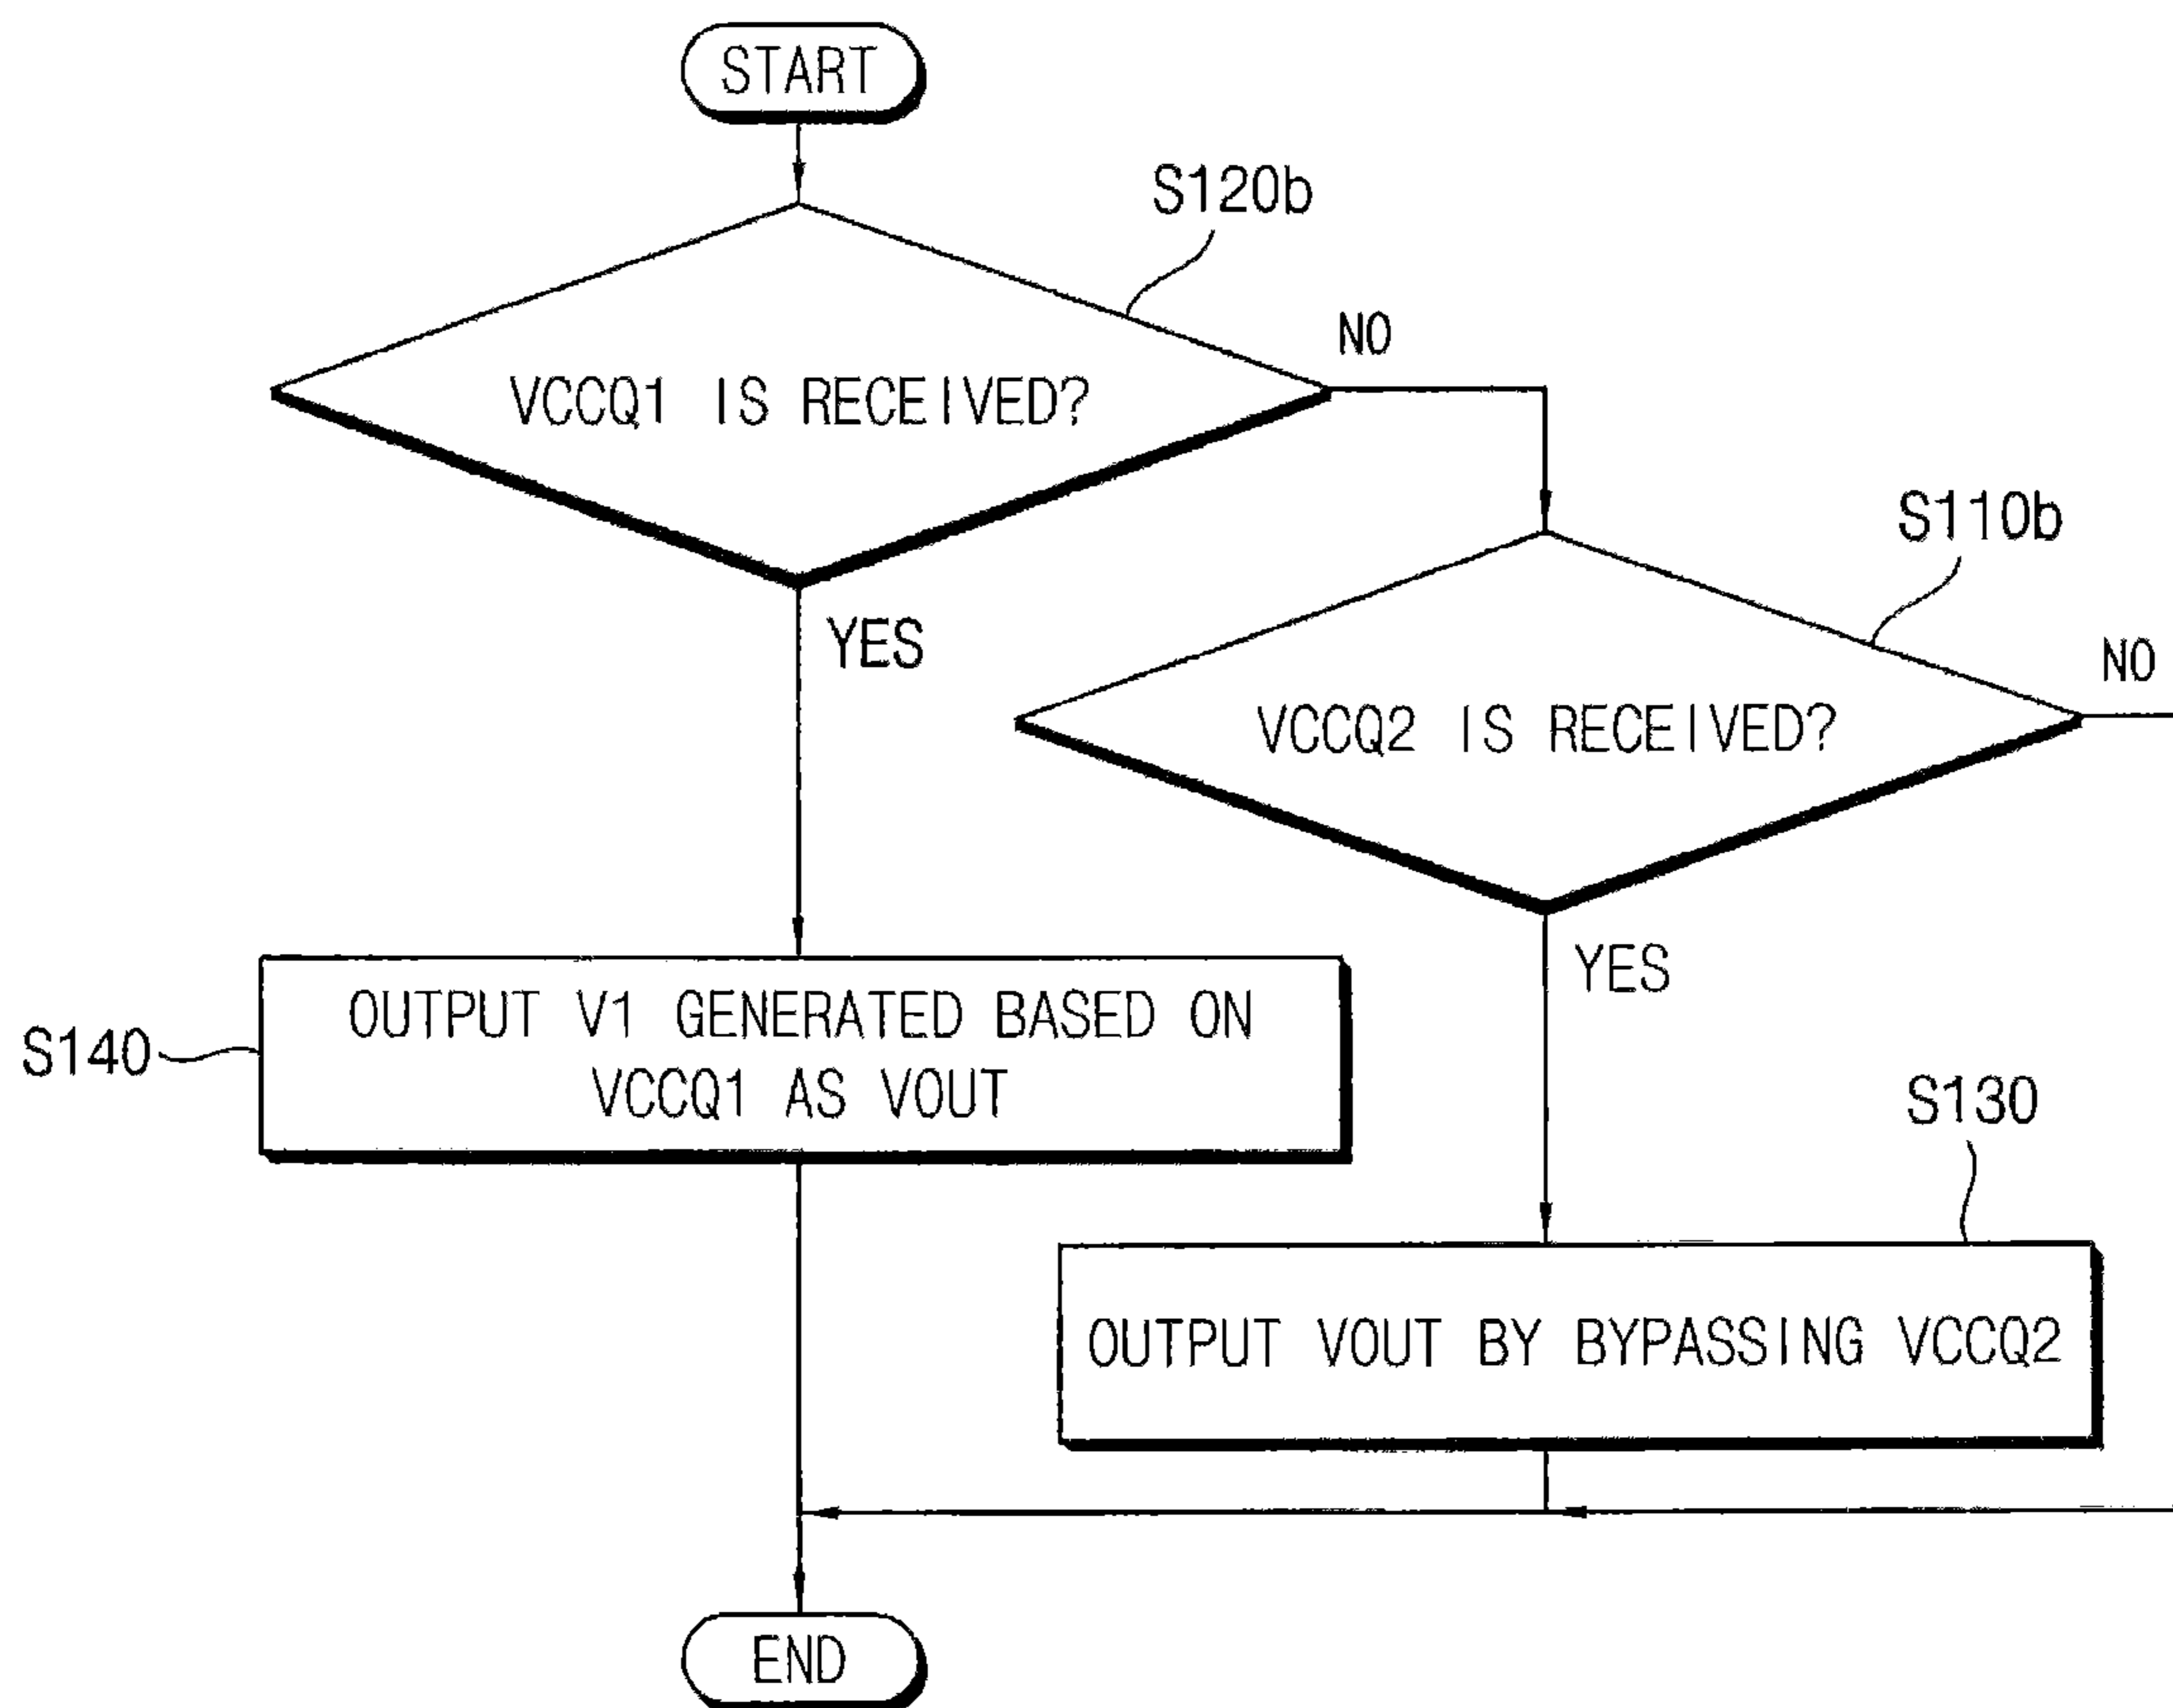 START
S120b
NO
VCCQ1 IS RECEIVED?
S110b
YES
NO
VCCQ2 IS RECEIVED?
YES
OUTPUT V1 GENERATED BASED ON
VCCQ1 AS VOUT
S140
S130
OUTPUT VOUT BY BYPASSING VCCQ2
END